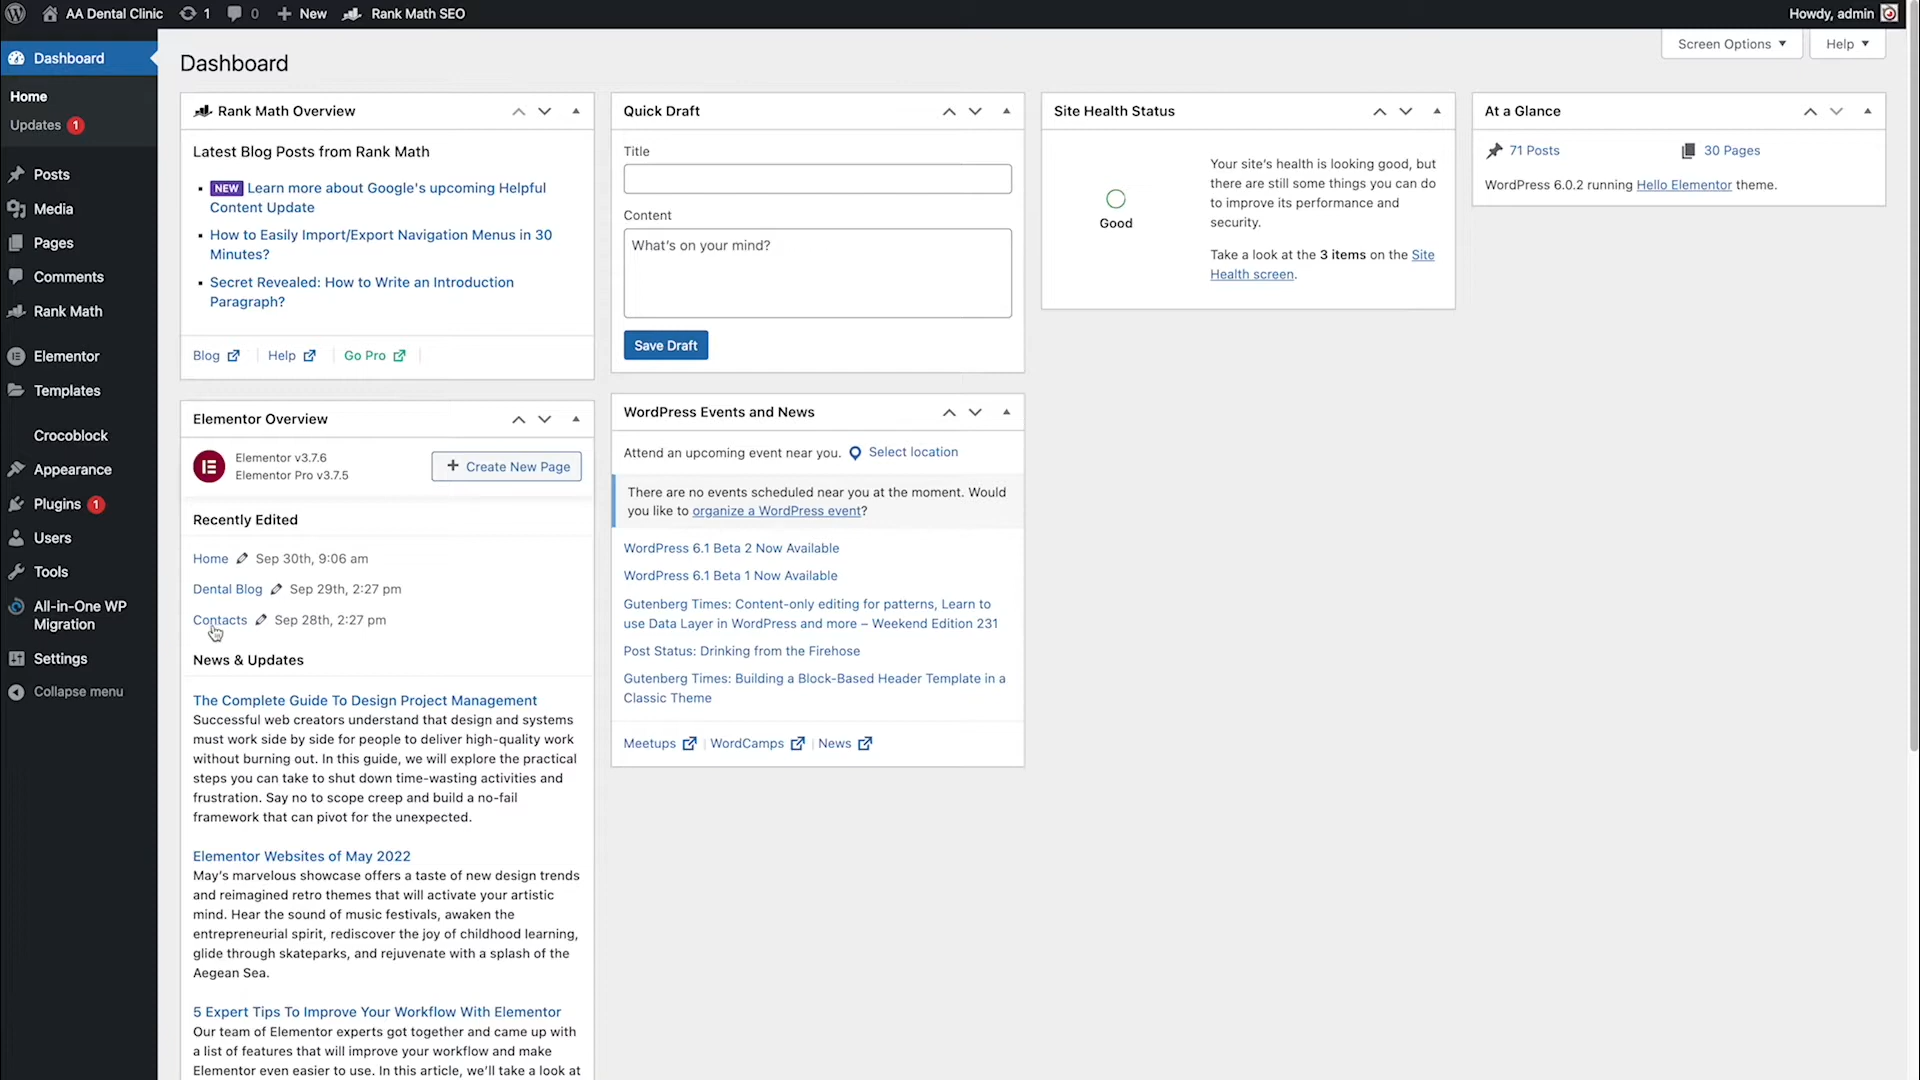 AA Dental Clinic 1 0 New Rank Math SEO Howdy, admin
Dashboard
Home
Updates 1
Posts
Media
Pages
Comments
Rank Math
Elementor
Templates
Crocoblock
Appearance
Plugins 1
Users
Tools
All-in-One WP
Migration
Settings
Collapse menu
Screen Options Help
Dashboard
Rank Math Overview
Latest Blog Posts from Rank Math
NEW Learn more about Google's upcoming Helpful
Content Update
How to Easily Import/Export Navigation Menus in 30
Minutes?
Secret Revealed: How to Write an Introduction
Paragraph?
Blog Help Go Pro
Elementor Overview
Elementor v3.7.6
Elementor Pro v3.7.5
Create New Page
Recently Edited
Home Sep 30th, 9:06 am
Dental Blog Sep 29th, 2:27 pm
Contacts Sep 28th, 2:27 pm
News & Updates
The Complete Guide To Design Project Management
Successful web creators understand that design and systems
must work side by side for people to deliver high-quality work
without burning out. In this guide, we will explore the practical
steps you can take to shut down time-wasting activities and
frustration. Say no to scope creep and build a no-fail
framework that can pivot for the unexpected.
Elementor Websites of May 2022
May's marvelous showcase offers a taste of new design trends
and reimagined retro themes that will activate your artistic
mind. Hear the sound of music festivals, awaken the
entrepreneurial spirit, rediscover the joy of childhood learning,
glide through skateparks, and rejuvenate with a splash of the
Aegean Sea.
5 Expert Tips To Improve Your Workflow With Elementor
Our team of Elementor experts got together and came up with
a list of features that will improve your workflow and make
Elementor even easier to use. In this article, we'll take a look at
Quick Draft
Title
Content
What's on your mind?
Save Draft
WordPress Events and News
Attend an upcoming event near you. Select location
There are no events scheduled near you at the moment. Would
you like to organize a WordPress event?
WordPress 6.1 Beta 2 Now Available
WordPress 6.1 Beta 1 Now Available
Gutenberg Times: Content-only editing for patterns, Learn to
use Data Layer in WordPress and more – Weekend Edition 231
Post Status: Drinking from the Firehose
Gutenberg Times: Building a Block-Based Header Template in a
Classic Theme
Meetups | WordCamps | News
Site Health Status
Good
Your site's health is looking good, but
there are still some things you can do
to improve its performance and
security.
Take a look at the 3 items on the Site
Health screen.
At a Glance
71 Posts 30 Pages
WordPress 6.0.2 running Hello Elementor theme.